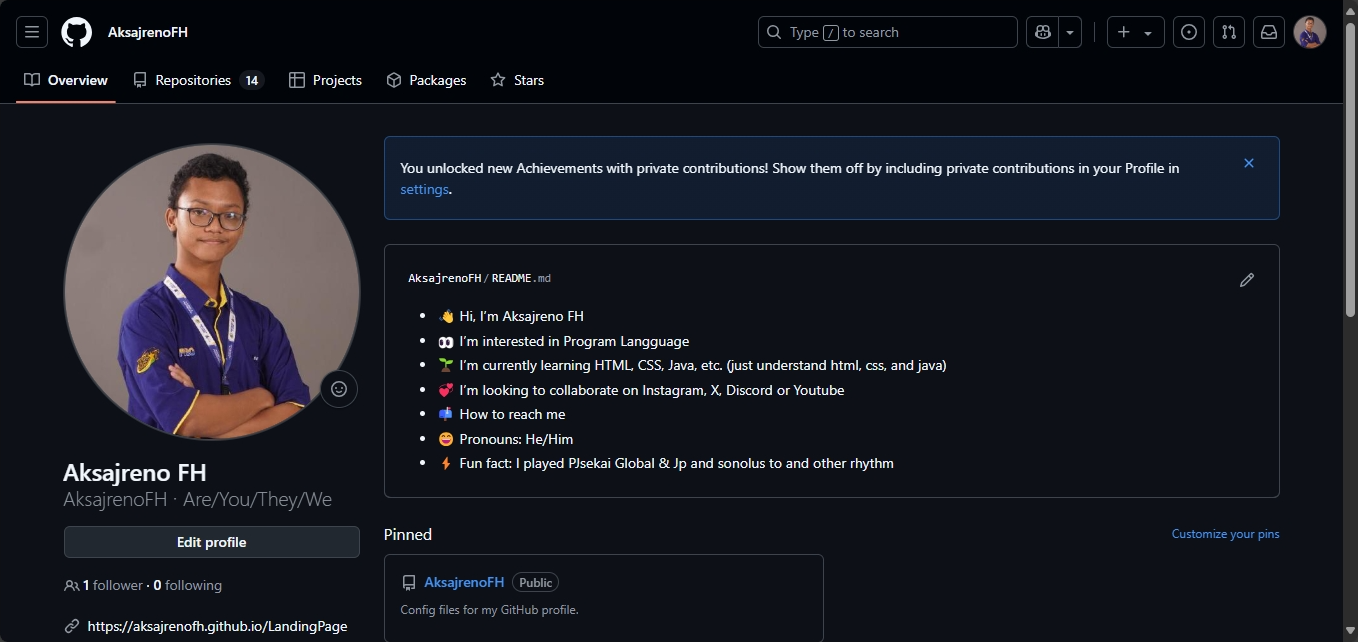 AksajrenoFH
Type / to search
Overview
Repositories 14
Projects
Packages
Stars
You unlocked new Achievements with private contributions! Show them off by including private contributions in your Profile in
settings.
AksajrenoFH/README.md
👋 Hi, I’m Aksajreno FH
👀 I’m interested in Program Langguage
🌱 I’m currently learning HTML, CSS, Java, etc. (just understand html, css, and java)
💞️ I’m looking to collaborate on Instagram, X, Discord or Youtube
📫 How to reach me
😄 Pronouns: He/Him
⚡ Fun fact: I played PJsekai Global & Jp and sonolus to and other rhythm
Aksajreno FH
AksajrenoFH · Are/You/They/We
Edit profile
1 follower · 0 following
https://aksajrenofh.github.io/LandingPage
Pinned
Customize your pins
AksajrenoFH Public
Config files for my GitHub profile.